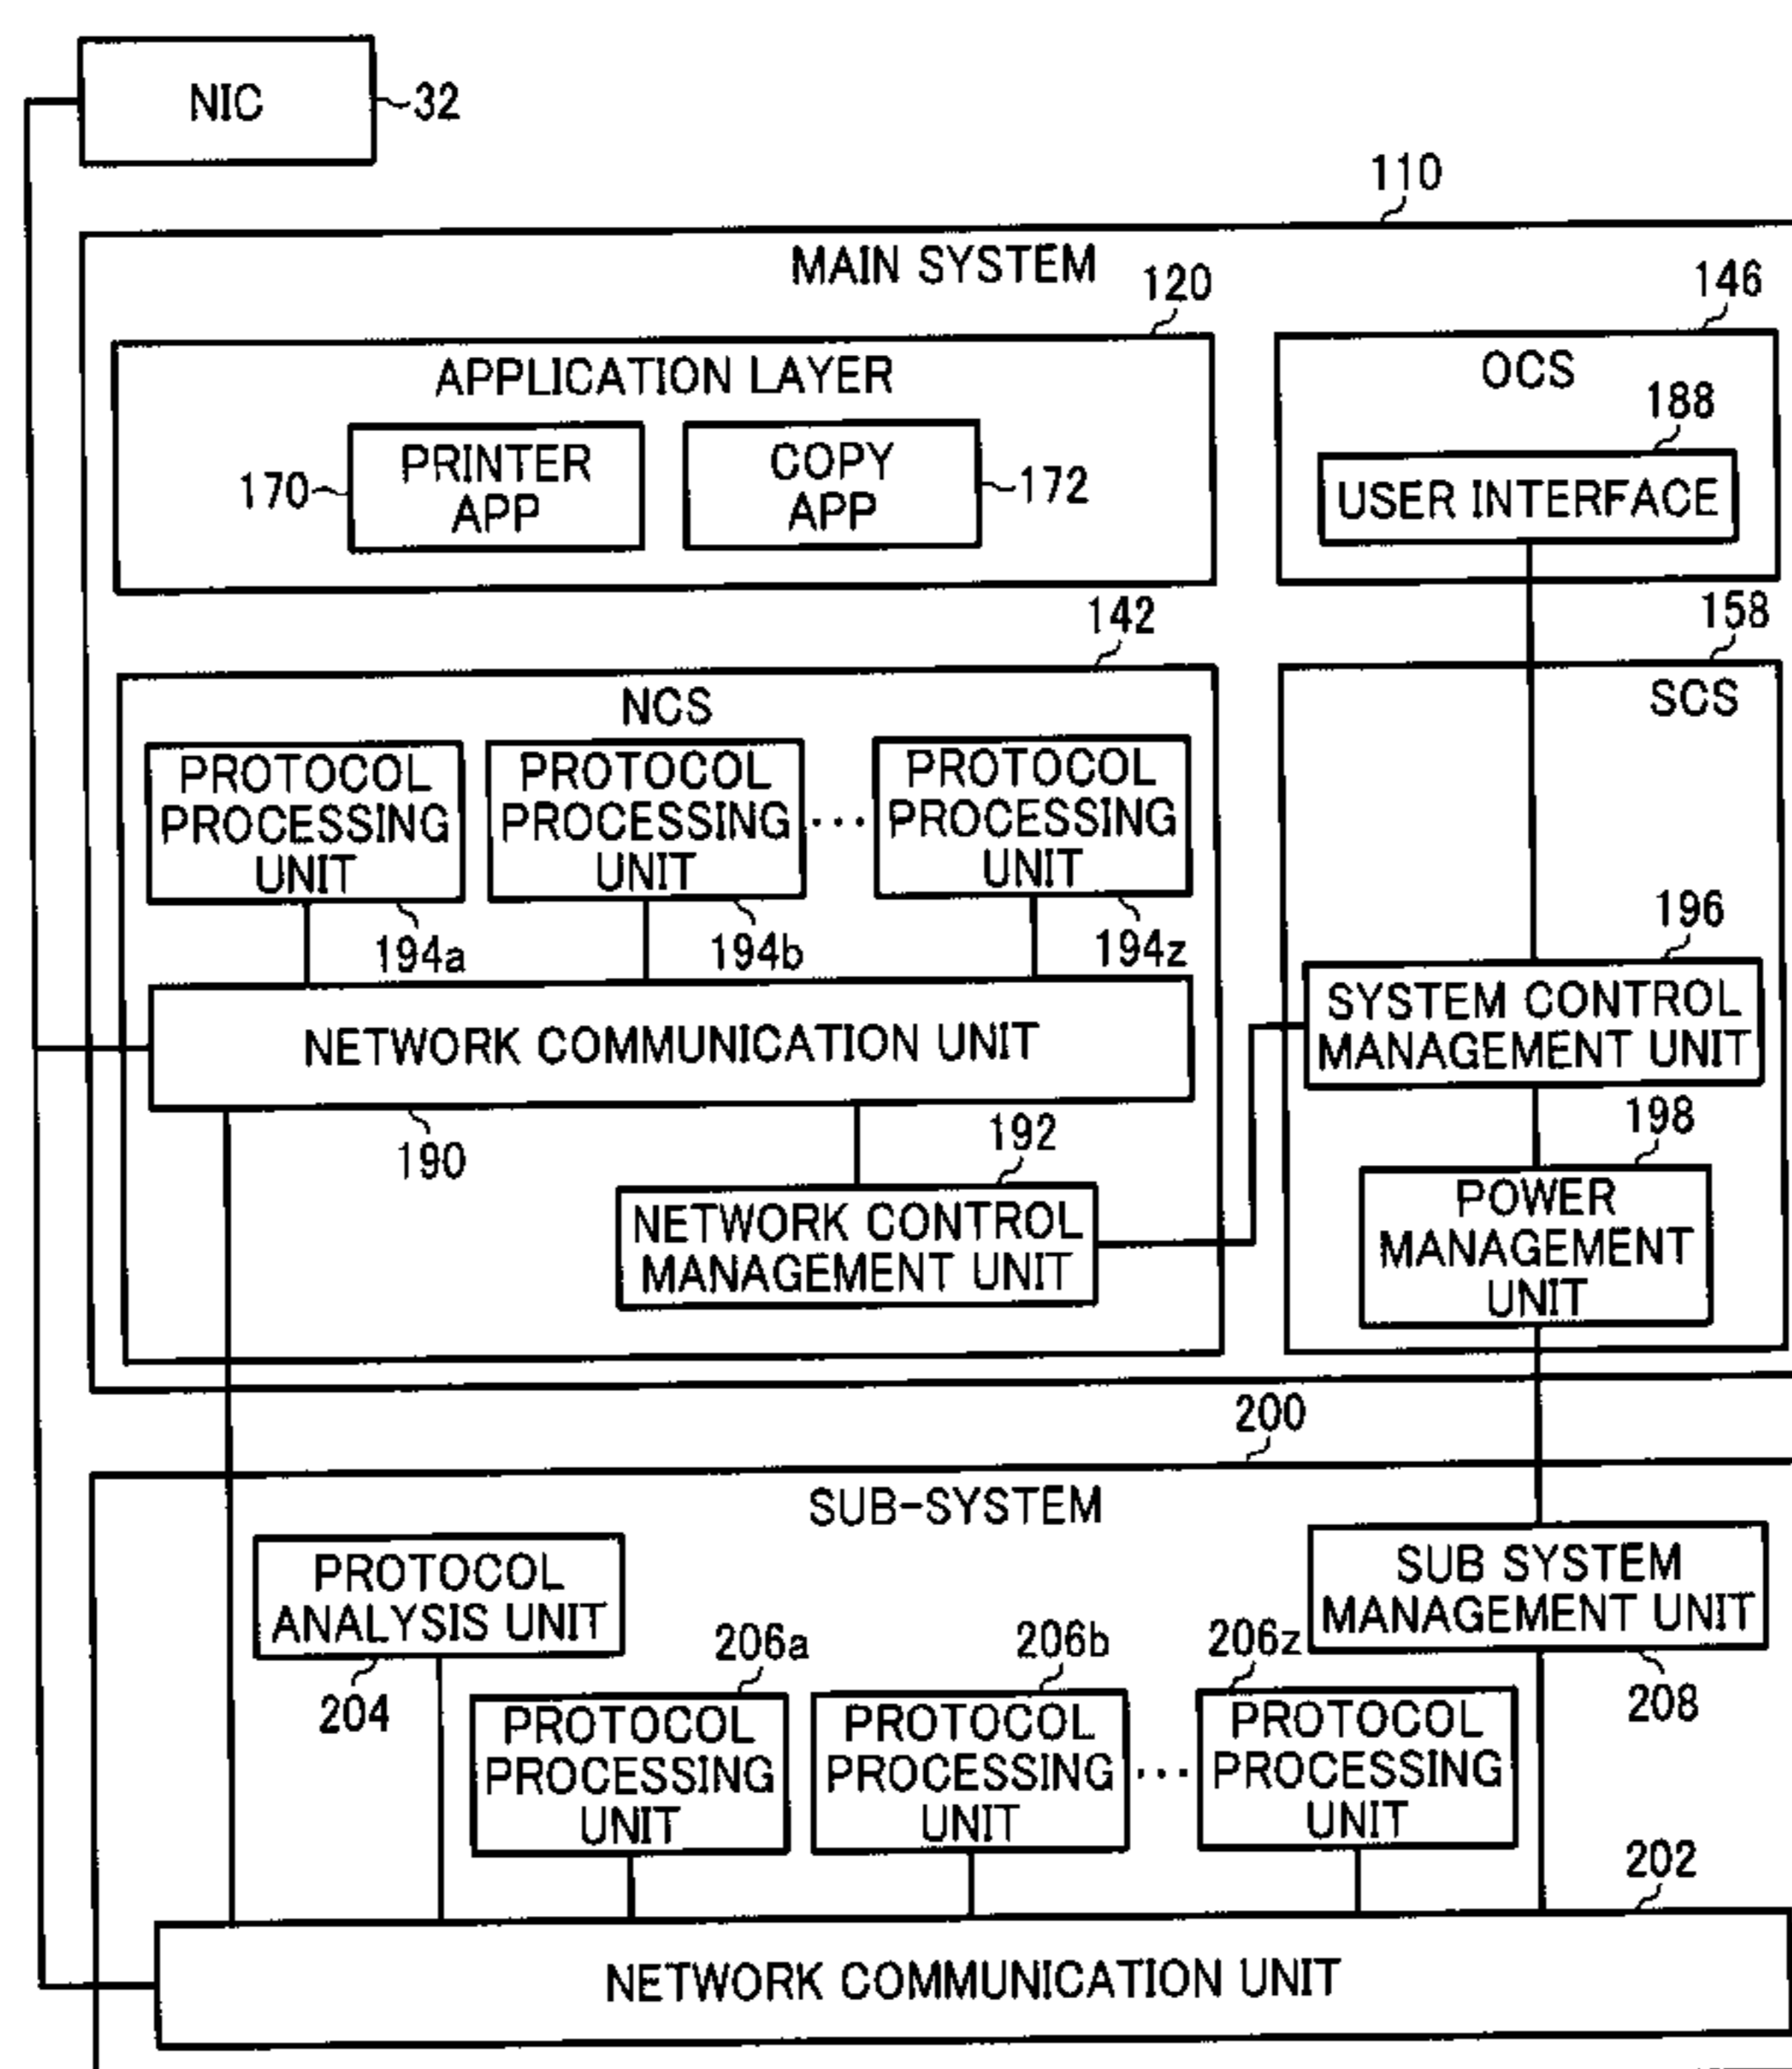 NIC
32
110
MAIN SYSTEM
120
146
APPLICATION LAYER
OCS
188
170
PRINTER
APP
COPY
APP
172
USER INTERFACE
142
158
NCS
SCS
PROTOCOL
PROCESSING
UNIT
PROTOCOL
PROCESSING
UNIT
...
PROTOCOL
PROCESSING
UNIT
194a
194b
194z
196
NETWORK COMMUNICATION UNIT
SYSTEM CONTROL
MANAGEMENT UNIT
190
192
198
NETWORK CONTROL
MANAGEMENT UNIT
POWER
MANAGEMENT
UNIT
200
SUB-SYSTEM
PROTOCOL
ANALYSIS UNIT
SUB SYSTEM
MANAGEMENT UNIT
204
206a
206b
206z
208
PROTOCOL
PROCESSING
UNIT
PROTOCOL
PROCESSING
UNIT
...
PROTOCOL
PROCESSING
UNIT
202
NETWORK COMMUNICATION UNIT